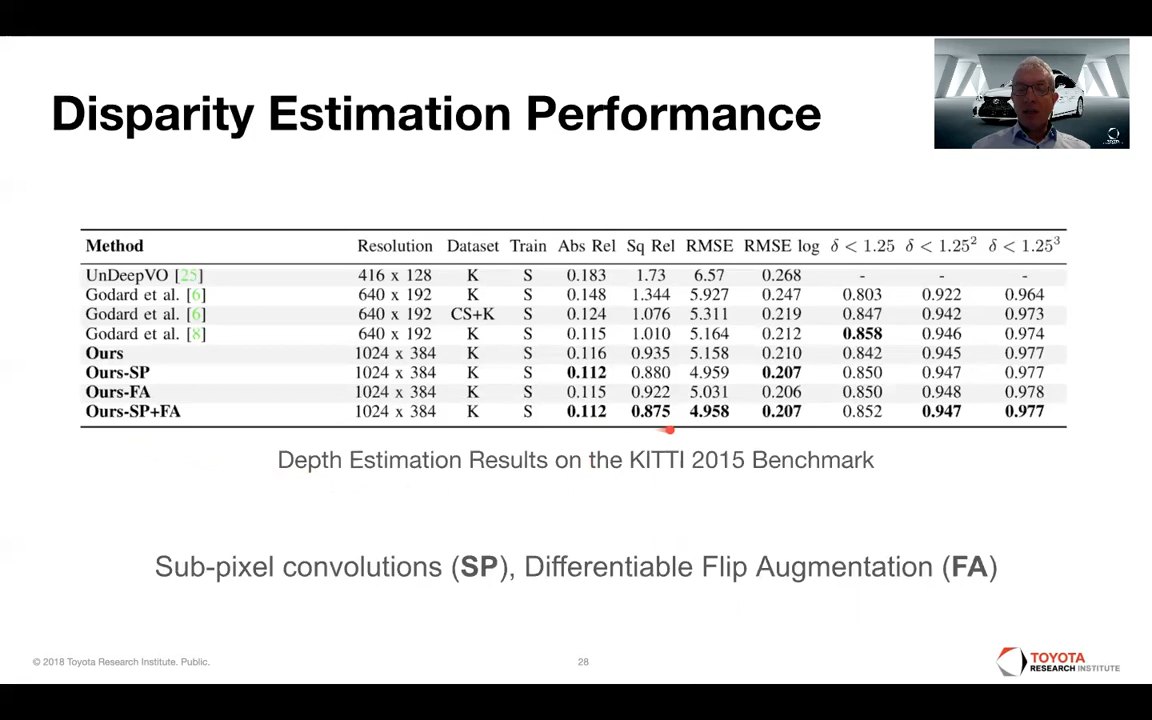 Disparity Estimation Performance
Method Resolution Dataset Train Abs Rel Sq Rel RMSE RMSE log δ < 1.25 δ < 1.25² δ < 1.25³
UnDeepVO [25] 416 x 128 K S 0.183 1.73 6.57 0.268 - - -
Godard et al. [6] 640 x 192 K S 0.148 1.344 5.927 0.247 0.803 0.922 0.964
Godard et al. [6] 640 x 192 CS+K S 0.124 1.076 5.311 0.219 0.847 0.942 0.973
Godard et al. [8] 640 x 192 K S 0.115 1.010 5.164 0.212 0.858 0.946 0.974
Ours 1024 x 384 K S 0.116 0.935 5.158 0.210 0.842 0.945 0.977
Ours-SP 1024 x 384 K S 0.112 0.880 4.959 0.207 0.850 0.947 0.977
Ours-FA 1024 x 384 K S 0.115 0.922 5.031 0.206 0.850 0.948 0.978
Ours-SP+FA 1024 x 384 K S 0.112 0.875 4.958 0.207 0.852 0.947 0.977
Depth Estimation Results on the KITTI 2015 Benchmark
Sub-pixel convolutions (SP), Differentiable Flip Augmentation (FA)
© 2018 Toyota Research Institute. Public.
28
TOYOTA
RESEARCH INSTITUTE